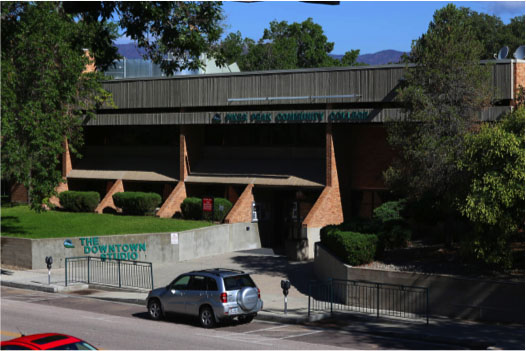 PIKES PEAK COMMUNITY COLLEGE
THE
DOWNTOWN
STUDIO